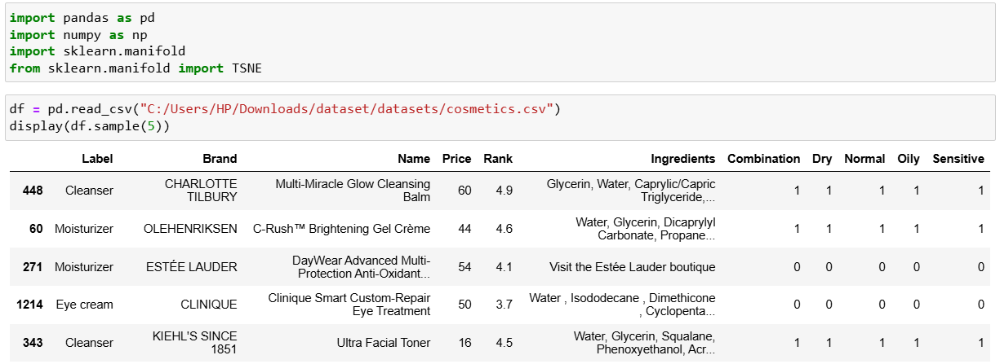 import pandas as pd
import numpy as np
import sklearn.manifold
from sklearn.manifold import TSNE
df = pd.read_csv("C:/Users/HP/Downloads/dataset/datasets/cosmetics.csv")
display(df.sample(5))
Label Brand Name Price Rank Ingredients Combination Dry Normal Oily Sensitive
448 Cleanser CHARLOTTE TILBURY Multi-Miracle Glow Cleansing Balm 60 4.9 Glycerin, Water, Caprylic/Capric Triglyceride,... 1 1 1 1 1
60 Moisturizer OLEHENRIKSEN C-Rush™ Brightening Gel Crème 44 4.6 Water, Glycerin, Dicaprylyl Carbonate, Propane... 1 1 1 1 1
271 Moisturizer ESTÉE LAUDER DayWear Advanced Multi-Protection Anti-Oxidant... 54 4.1 Visit the Estée Lauder boutique 0 0 0 0 0
1214 Eye cream CLINIQUE Clinique Smart Custom-Repair Eye Treatment 50 3.7 Water , Isododecane , Dimethicone , Cyclopenta... 0 0 0 0 0
343 Cleanser KIEHL'S SINCE 1851 Ultra Facial Toner 16 4.5 Water, Glycerin, Squalane, Phenoxyethanol, Acr... 1 1 1 1 1